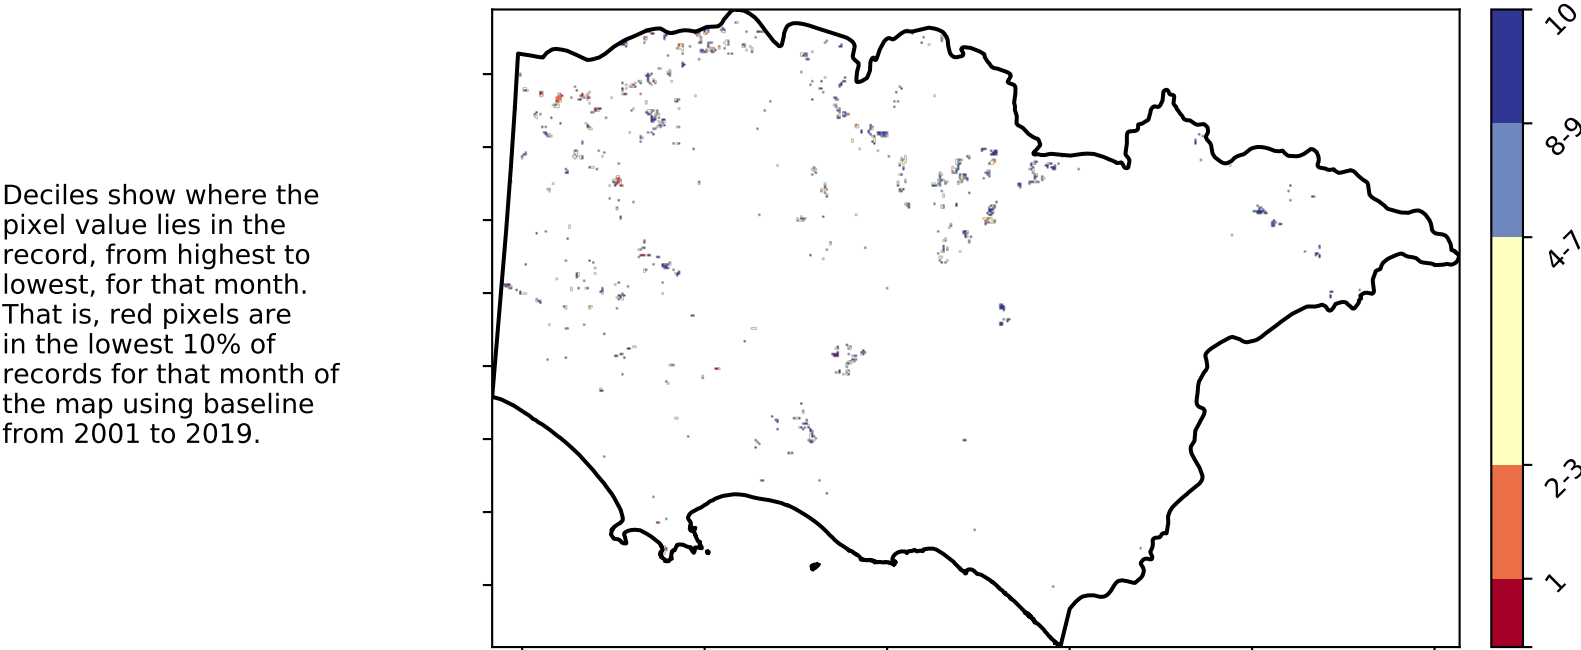 Deciles show where the
pixel value lies in the
record, from highest to
lowest, for that month.
That is, red pixels are
in the lowest 10% of
records for that month of
the map using baseline
from 2001 to 2019.
10
8-9
4-7
2-3
1